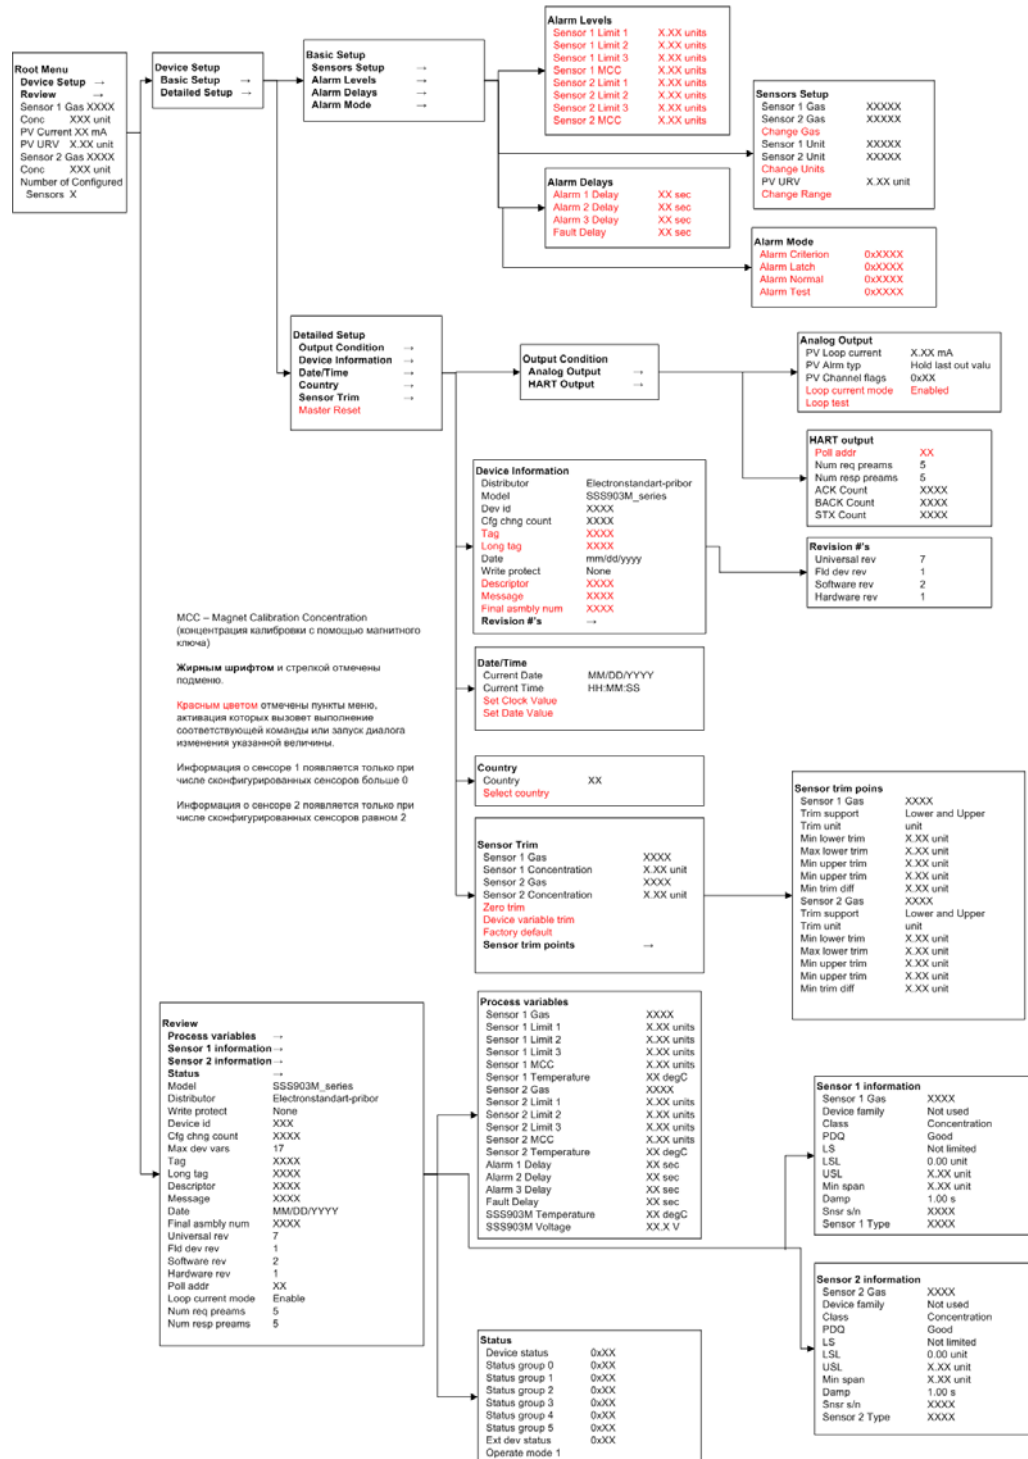 Root Menu
Device Setup →
Review →
Sensor 1 Gas XXXX
Conc XXX unit
PV Current XX mA
PV URV X.XX unit
Sensor 2 Gas XXXX
Conc XXX unit
Number of Configured
Sensors X
Device Setup
Basic Setup →
Detailed Setup →
Basic Setup
Sensors Setup →
Alarm Levels →
Alarm Delays →
Alarm Mode →
Alarm Levels
Sensor 1 Limit 1 X.XX units
Sensor 1 Limit 2 X.XX units
Sensor 1 Limit 3 X.XX units
Sensor 1 MCC X.XX units
Sensor 2 Limit 1 X.XX units
Sensor 2 Limit 2 X.XX units
Sensor 2 Limit 3 X.XX units
Sensor 2 MCC X.XX units
Sensors Setup
Sensor 1 Gas XXXXX
Sensor 2 Gas XXXXX
Change Gas
Sensor 1 Unit XXXXX
Sensor 2 Unit XXXXX
Change Units
PV URV X.XX unit
Change Range
Alarm Delays
Alarm 1 Delay XX sec
Alarm 2 Delay XX sec
Alarm 3 Delay XX sec
Fault Delay XX sec
Alarm Mode
Alarm Criterion 0xXXXX
Alarm Latch 0xXXXX
Alarm Normal 0xXXXX
Alarm Test 0xXXXX
Detailed Setup
Output Condition →
Device Information →
Date/Time →
Country →
Sensor Trim →
Master Reset
Output Condition
Analog Output →
HART Output →
Analog Output
PV Loop current X.XX mA
PV Alrm typ Hold last out valu
PV Channel flags 0xXX
Loop current mode Enabled
Loop test
HART output
Poll addr XX
Num req preams 5
Num resp preams 5
ACK Count XXXX
BACK Count XXXX
STX Count XXXX
Device Information
Distributor Electronstandart-pribor
Model SSS903M_series
Dev id XXXX
Cfg chng count XXXX
Tag XXXX
Long tag XXXX
Date mm/dd/yyyy
Write protect None
Descriptor XXXX
Message XXXX
Final asmbly num XXXX
Revision #'s →
Revision #'s
Universal rev 7
Fld dev rev 1
Software rev 2
Hardware rev 1
MCC – Magnet Calibration Concentration
(концентрация калибровки с помощью магнитного
ключа)
Жирным шрифтом и стрелкой отмечены
подменю.
Красным цветом отмечены пункты меню,
активация которых вызовет выполнение
соответствующей команды или запуск диалога
изменения указанной величины.
Информация о сенсоре 1 появляется только при
числе сконфигурированных сенсоров больше 0
Информация о сенсоре 2 появляется только при
числе сконфигурированных сенсоров равном 2
Date/Time
Current Date MM/DD/YYYY
Current Time HH:MM:SS
Set Clock Value
Set Date Value
Country
Country XX
Select country
Sensor Trim
Sensor 1 Gas XXXX
Sensor 1 Concentration X.XX unit
Sensor 2 Gas XXXX
Sensor 2 Concentration X.XX unit
Zero trim
Device variable trim
Factory default
Sensor trim points →
Sensor trim poins
Sensor 1 Gas XXXX
Trim support Lower and Upper
Trim unit unit
Min lower trim X.XX unit
Max lower trim X.XX unit
Min upper trim X.XX unit
Min upper trim X.XX unit
Min trim diff X.XX unit
Sensor 2 Gas XXXX
Trim support Lower and Upper
Trim unit unit
Min lower trim X.XX unit
Max lower trim X.XX unit
Min upper trim X.XX unit
Min upper trim X.XX unit
Min trim diff X.XX unit
Review
Process variables →
Sensor 1 information →
Sensor 2 information →
Status →
Model SSS903M_series
Distributor Electronstandart-pribor
Write protect None
Device id XXX
Cfg chng count XXXX
Max dev vars 17
Tag XXXX
Long tag XXXX
Descriptor XXXX
Message XXXX
Date MM/DD/YYYY
Final asmbly num XXXX
Universal rev 7
Fld dev rev 1
Software rev 2
Hardware rev 1
Poll addr XX
Loop current mode Enable
Num req preams 5
Num resp preams 5
Process variables
Sensor 1 Gas XXXX
Sensor 1 Limit 1 X.XX units
Sensor 1 Limit 2 X.XX units
Sensor 1 Limit 3 X.XX units
Sensor 1 MCC X.XX units
Sensor 1 Temperature XX degC
Sensor 2 Gas XXXX
Sensor 2 Limit 1 X.XX units
Sensor 2 Limit 2 X.XX units
Sensor 2 Limit 3 X.XX units
Sensor 2 MCC X.XX units
Sensor 2 Temperature XX degC
Alarm 1 Delay XX sec
Alarm 2 Delay XX sec
Alarm 3 Delay XX sec
Fault Delay XX sec
SSS903M Temperature XX degC
SSS903M Voltage XX.X V
Sensor 1 information
Sensor 1 Gas XXXX
Device family Not used
Class Concentration
PDQ Good
LS Not limited
LSL 0.00 unit
USL X.XX unit
Min span X.XX unit
Damp 1.00 s
Snsr s/n XXXX
Sensor 1 Type XXXX
Sensor 2 information
Sensor 2 Gas XXXX
Device family Not used
Class Concentration
PDQ Good
LS Not limited
LSL 0.00 unit
USL X.XX unit
Min span X.XX unit
Damp 1.00 s
Snsr s/n XXXX
Sensor 2 Type XXXX
Status
Device status 0xXX
Status group 0 0xXX
Status group 1 0xXX
Status group 2 0xXX
Status group 3 0xXX
Status group 4 0xXX
Status group 5 0xXX
Ext dev status 0xXX
Operate mode 1